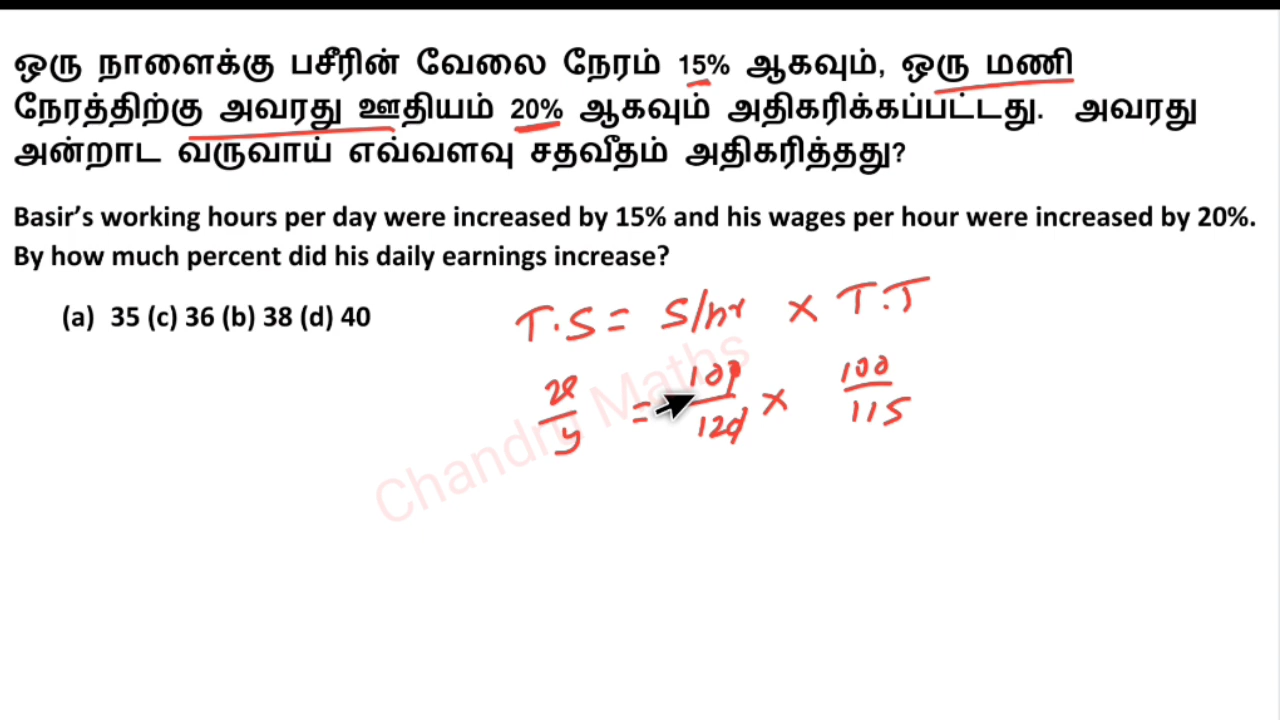 ஒரு நாளைக்கு பசீரின் வேலை நேரம் 15% ஆகவும், ஒரு மணி
நேரத்திற்கு அவரது ஊதியம் 20% ஆகவும் அதிகரிக்கப்பட்டது. அவரது
அன்றாட வருவாய் எவ்வளவு சதவீதம் அதிகரித்தது?
Basir’s working hours per day were increased by 15% and his wages per hour were increased by 20%.
By how much percent did his daily earnings increase?
(a) 35 (c) 36 (b) 38 (d) 40
T.S = S/hr × T.T
= 100/120 × 100/115
Chandru Maths